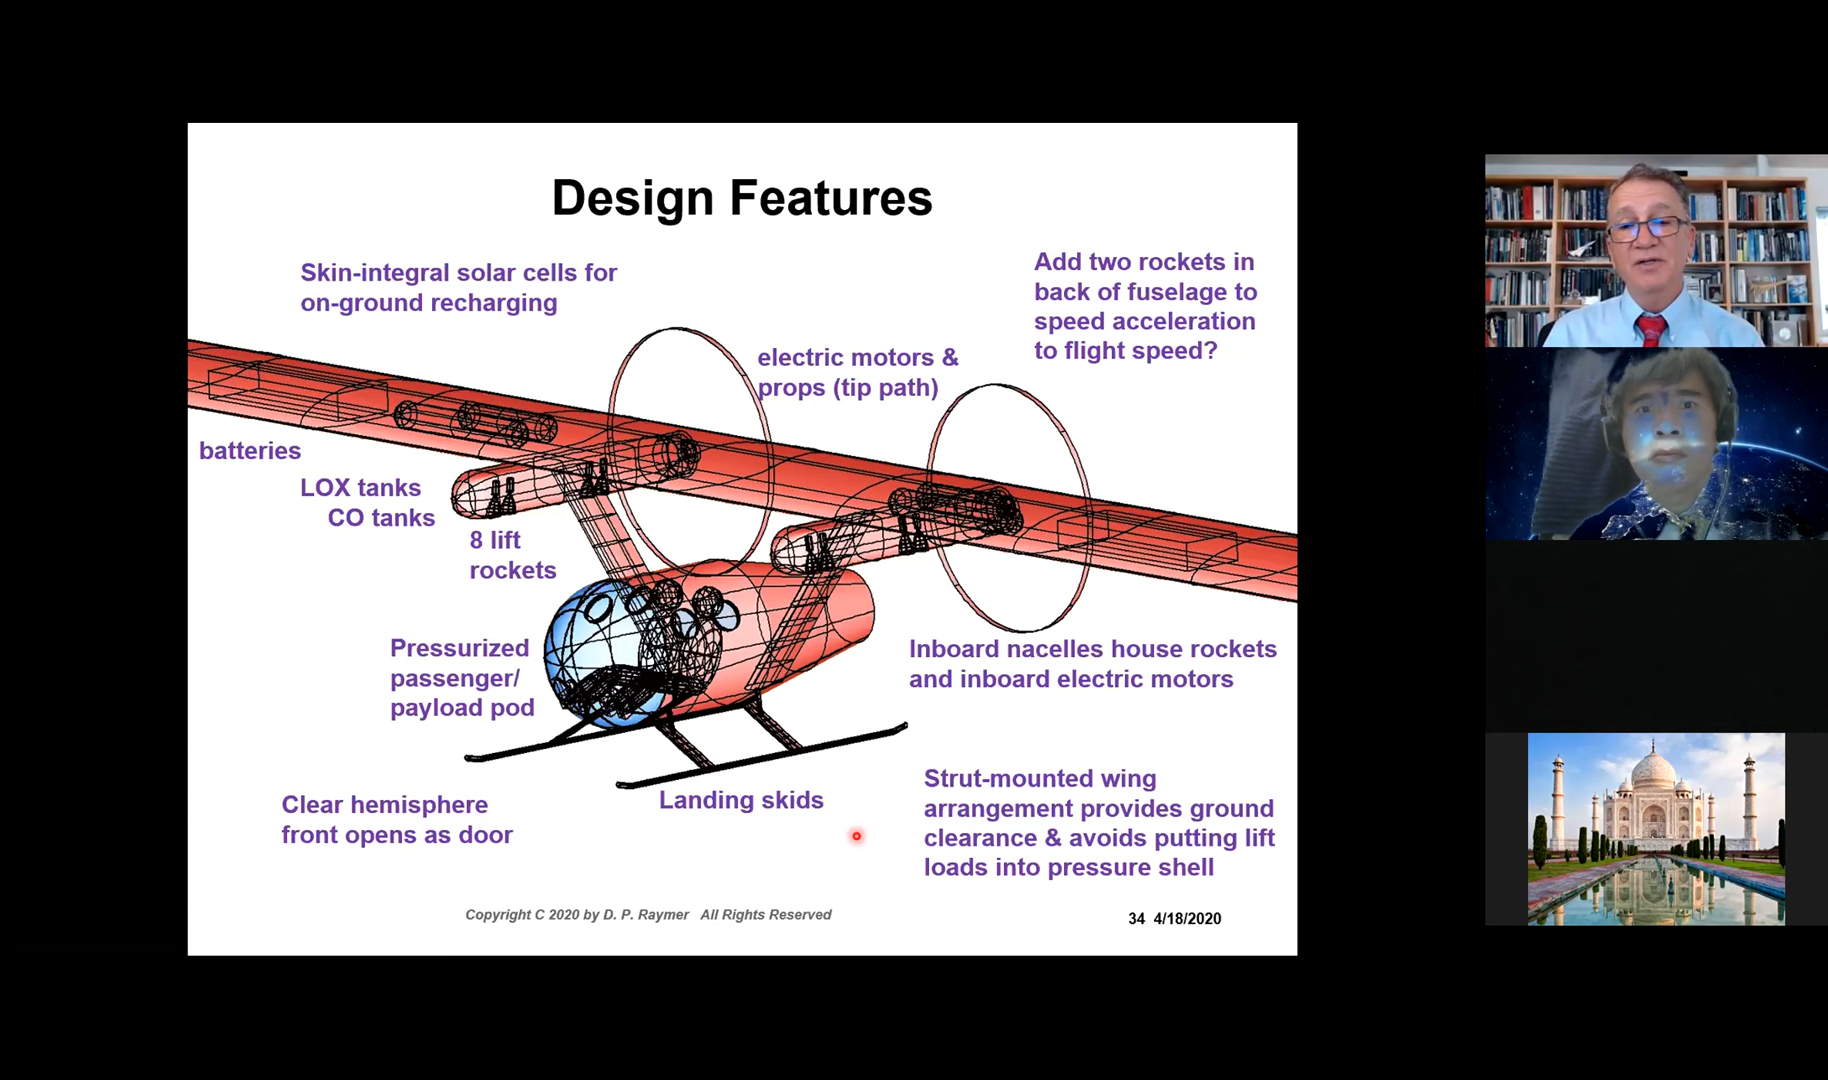 Design Features
Skin-integral solar cells for
on-ground recharging
Add two rockets in
back of fuselage to
speed acceleration
to flight speed?
electric motors &
props (tip path)
batteries
LOX tanks
CO tanks
8 lift
rockets
Pressurized
passenger/
payload pod
Inboard nacelles house rockets
and inboard electric motors
Clear hemisphere
front opens as door
Landing skids
Strut-mounted wing
arrangement provides ground
clearance & avoids putting lift
loads into pressure shell
Copyright C 2020 by D. P. Raymer All Rights Reserved
34 4/18/2020